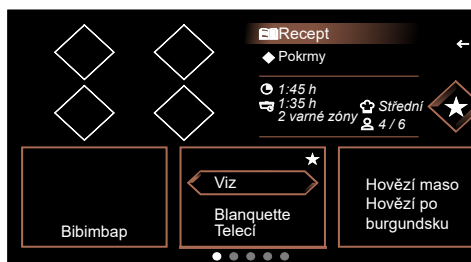 Recept
Pokrmy
1:45 h
1:35 h
2 varné zóny
Střední
4 / 6
Bibimbap
Viz
Blanquette
Telecí
Hovězí maso
Hovězí po
burgundsku